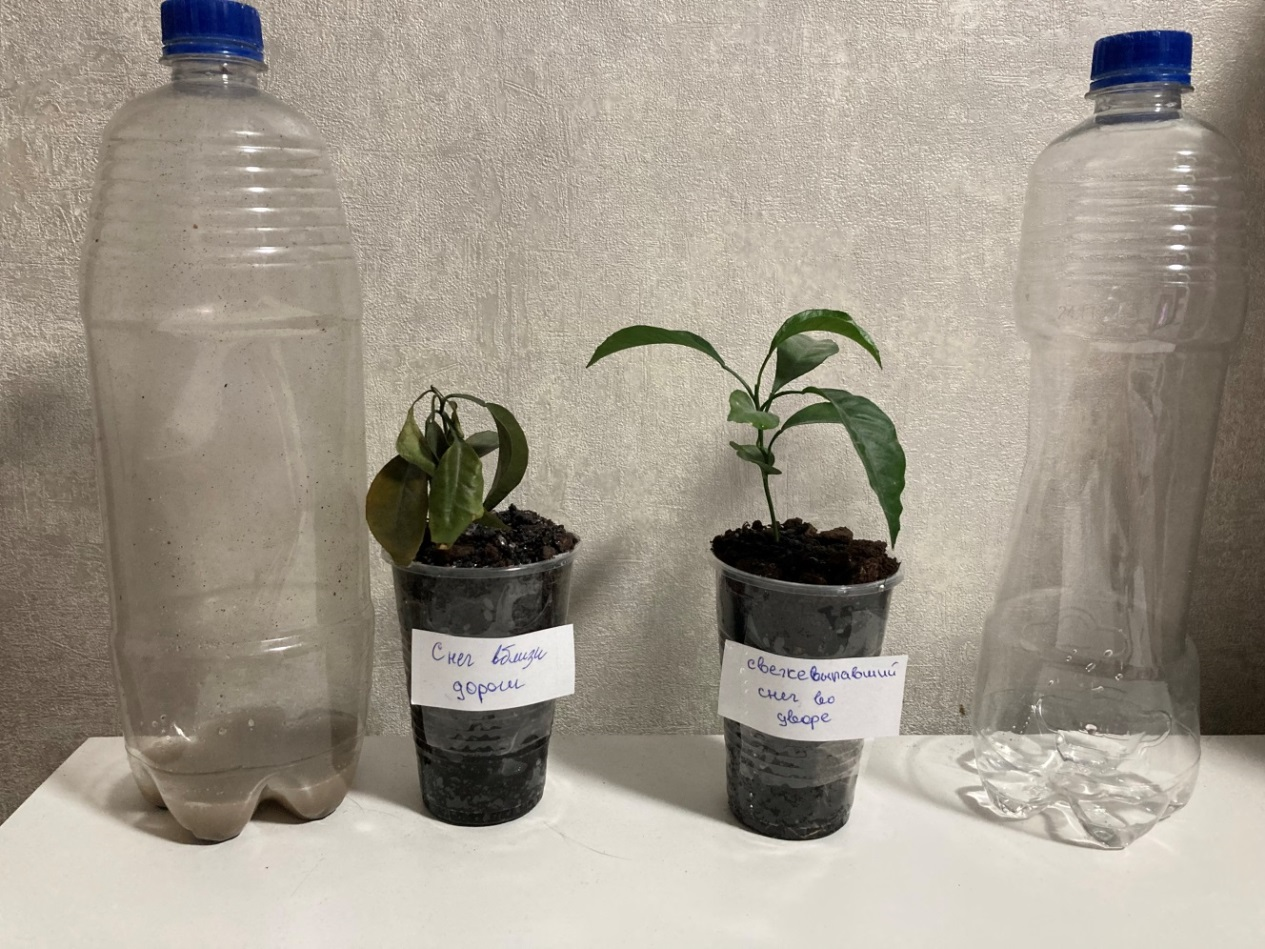 Снег вблизи
дороги
свежевыпавший
снег во
дворе